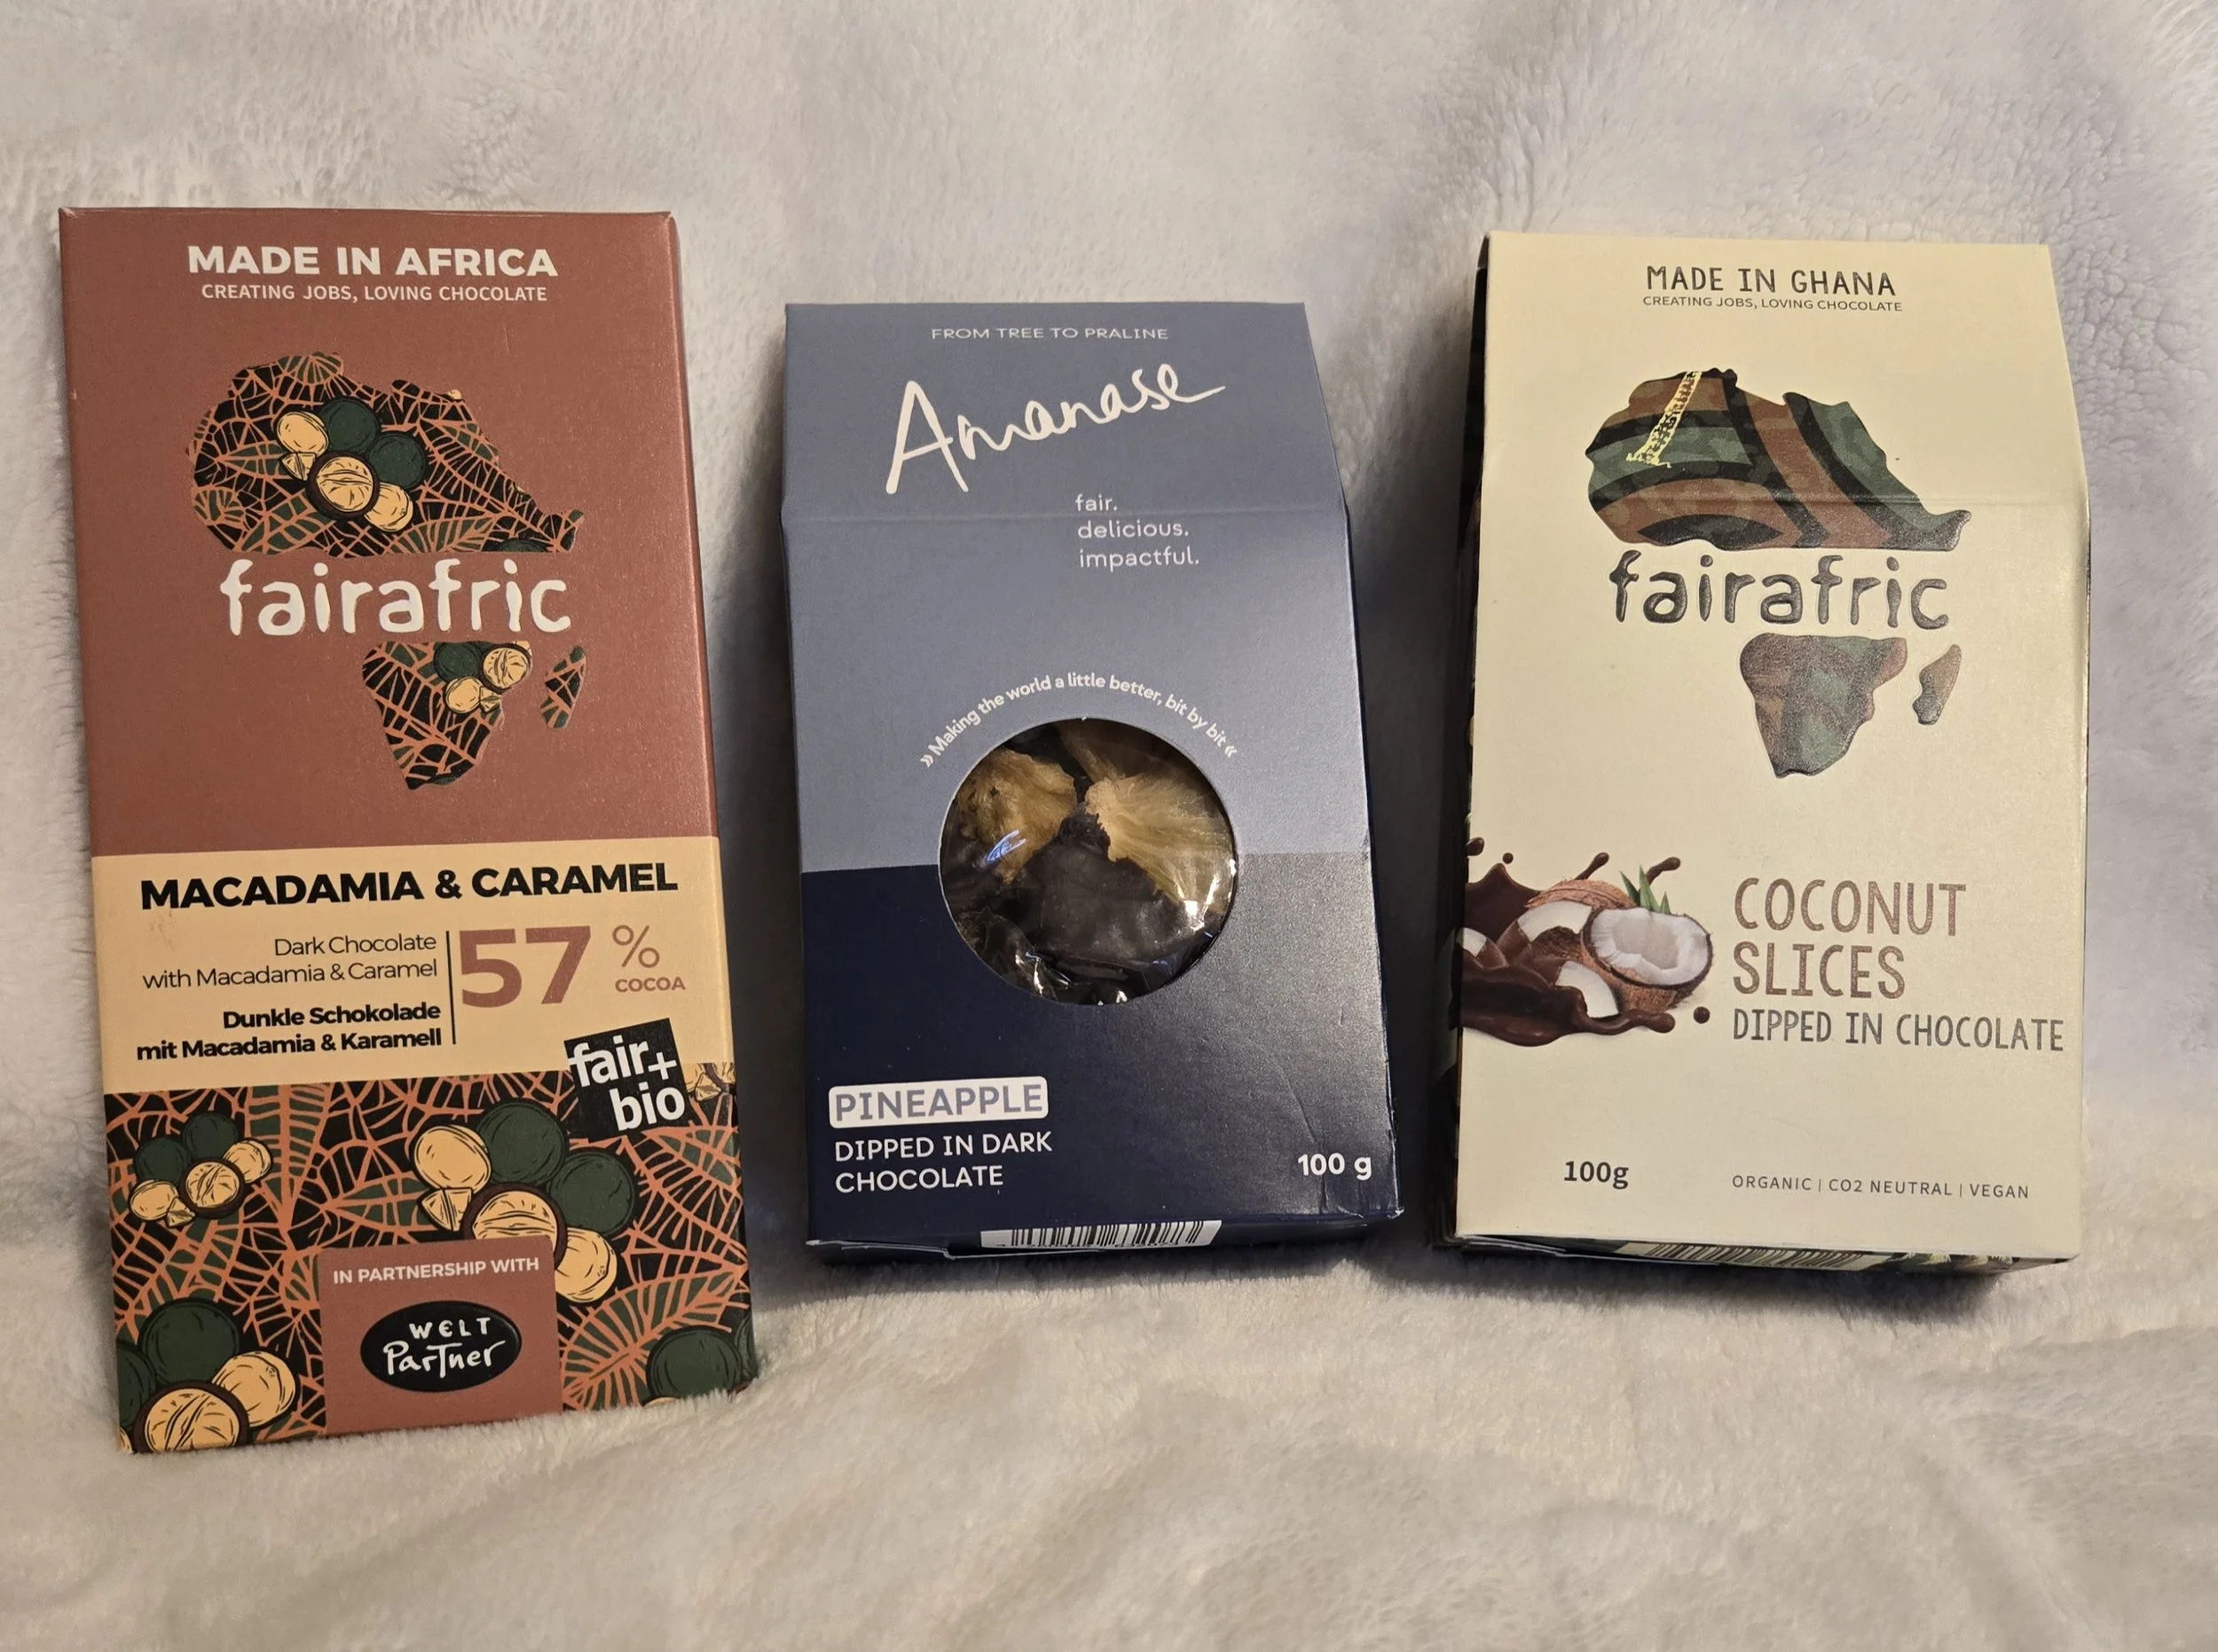 MADE IN AFRICA
CREATING JOBS, LOVING CHOCOLATE
fairafric
MACADAMIA & CARAMEL
Dark Chocolate
with Macadamia & Caramel
Dunkle Schokolade
mit Macadamia & Karamell
57 %
COCOA
fair+
bio
IN PARTNERSHIP WITH
WELT
Partner
FROM TREE TO PRALINE
Amanase
fair.
delicious.
impactful.
»Making the world a little better, bit by bit«
PINEAPPLE
DIPPED IN DARK
CHOCOLATE
100 g
MADE IN GHANA
CREATING JOBS, LOVING CHOCOLATE
fairafric
COCONUT
SLICES
DIPPED IN CHOCOLATE
100g
ORGANIC | CO2 NEUTRAL | VEGAN